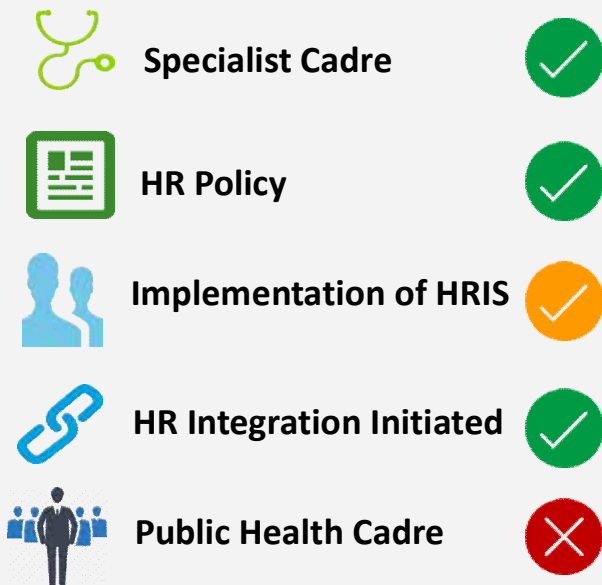 Specialist Cadre
HR Policy
Implementation of HRIS
HR Integration Initiated
Public Health Cadre